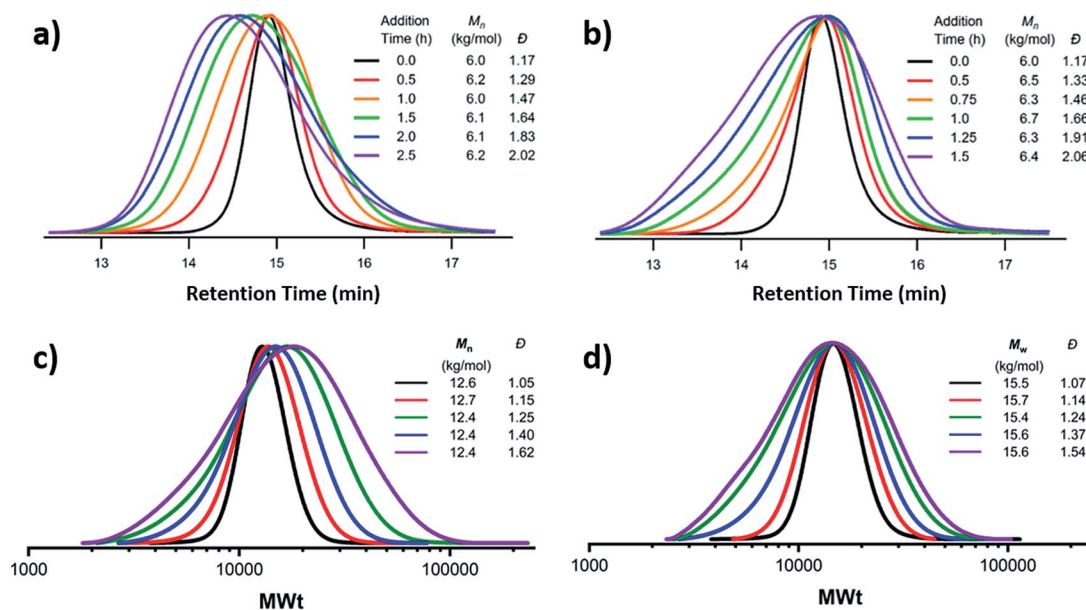 a)
Addition Mn Đ
Time (h) (kg/mol)
0.0 6.0 1.17
0.5 6.2 1.29
1.0 6.0 1.47
1.5 6.1 1.64
2.0 6.1 1.83
2.5 6.2 2.02
13 14 15 16 17
Retention Time (min)
b)
Addition Mn Đ
Time (h) (kg/mol)
0.0 6.0 1.17
0.5 6.5 1.33
0.75 6.3 1.46
1.0 6.7 1.66
1.25 6.3 1.91
1.5 6.4 2.06
13 14 15 16 17
Retention Time (min)
c)
Mn Đ
(kg/mol)
12.6 1.05
12.7 1.15
12.4 1.25
12.4 1.40
12.4 1.62
1000 10000 100000
MWt
d)
Mw Đ
(kg/mol)
15.5 1.07
15.7 1.14
15.4 1.24
15.6 1.37
15.6 1.54
1000 10000 100000
MWt